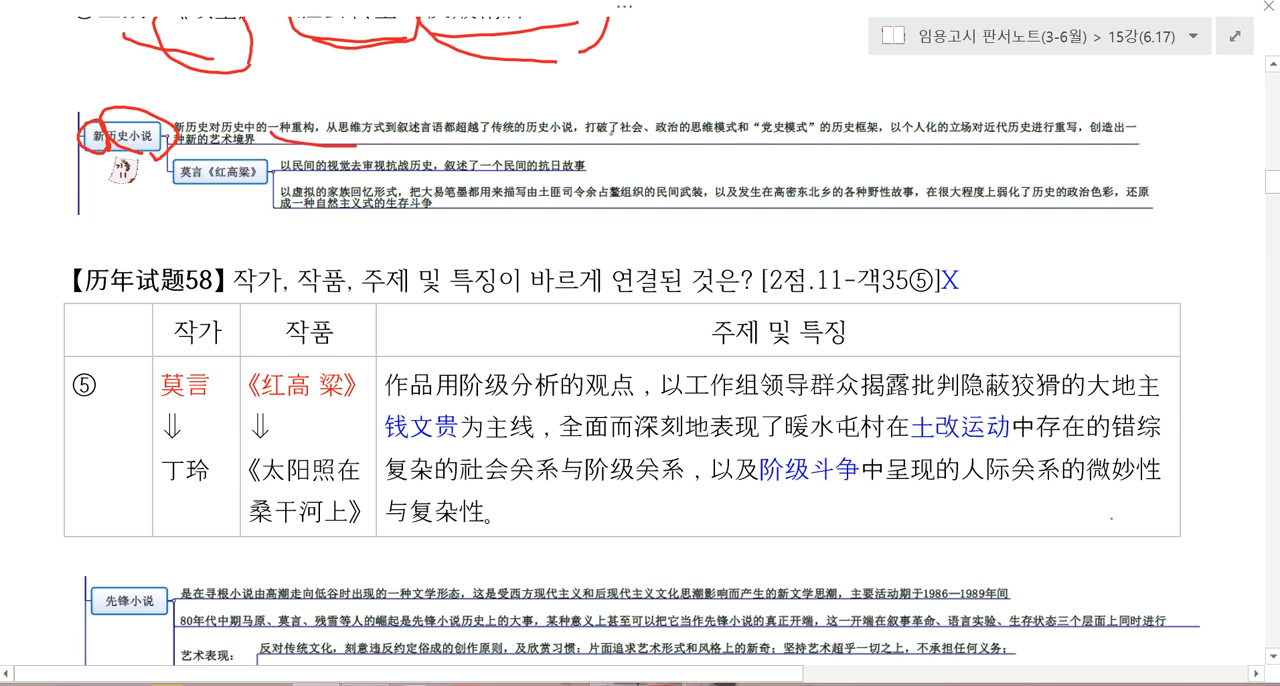 임용고시 판서노트(3-6월) > 15강(6.17)
新历史小说
新历史对历史中的一种重构，从思维方式到叙述言语都超越了传统的历史小说，打破了社会、政治的思维模式和“党史模式”的历史框架，以个人化的立场对近代历史进行重写，创造出一
种新的艺术境界
莫言《红高粱》
以民间的视觉去审视抗战历史，叙述了一个民间的抗日故事
以虚拟的家族回忆形式，把大易笔墨都用来描写由土匪司令余占鳌组织的民间武装，以及发生在高密东北乡的各种野性故事，在很大程度上弱化了历史的政治色彩，还原
成一种自然主义式的生存斗争
【历年试题58】작가, 작품, 주제 및 특징이 바르게 연결된 것은? [2점.11-객35⑤]X
작가 작품 주제 및 특징
⑤ 莫言 《红高 粱》 作品用阶级分析的观点，以工作组领导群众揭露批判隐蔽狡猾的大地主
⇓ ⇓ 钱文贵为主线，全面而深刻地表现了暖水屯村在土改运动中存在的错综
丁玲 《太阳照在 复杂的社会关系与阶级关系，以及阶级斗争中呈现的人际关系的微妙性
桑干河上》 与复杂性。
先锋小说
是在寻根小说由高潮走向低谷时出现的一种文学形态，这是受西方现代主义和后现代主义文化思潮影响而产生的新文学思潮，主要活动期于1986—1989年间
80年代中期马原、莫言、残雪等人的崛起是先锋小说历史上的大事，某种意义上甚至可以把它当作先锋小说的真正开端，这一开端在叙事革命、语言实验、生存状态三个层面上同时进行
艺术表现：
反对传统文化，刻意违反约定俗成的创作原则，及欣赏习惯；片面追求艺术形式和风格上的新奇；坚持艺术超乎一切之上，不承担任何义务；